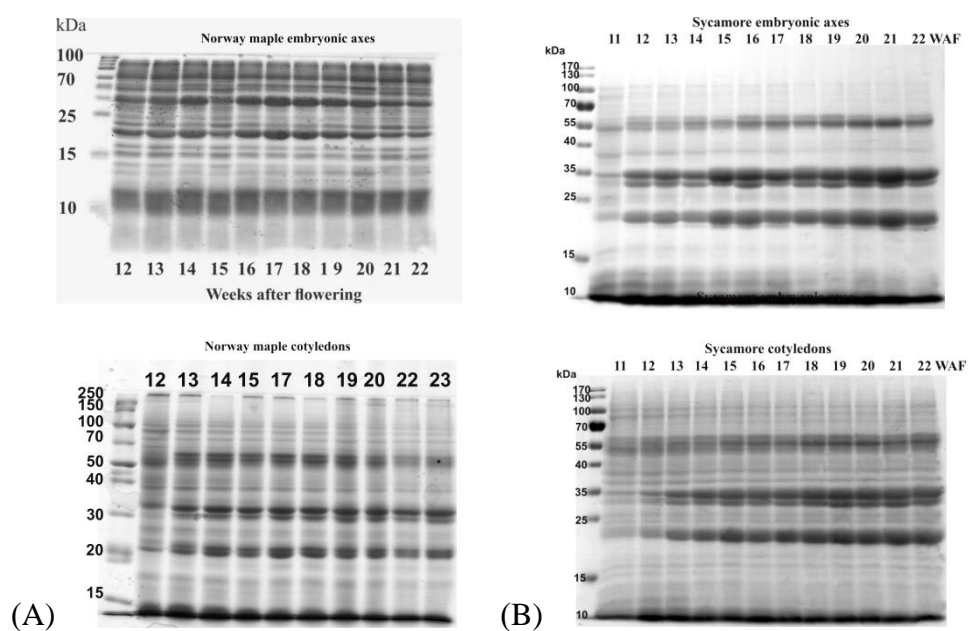 kDa
Norway maple embryonic axes
100
70
25
15
10
12 13 14 15 16 17 18 1 9 20 21 22
Weeks after flowering
Norway maple cotyledons
12 13 14 15 17 18 19 20 22 23
250
150
100
70
50
40
30
20
15
(A)
Sycamore embryonic axes
kDa
11 12 13 14 15 16 17 18 19 20 21 22 WAF
170
130
100
70
55
40
35
25
15
10
Sycamore embryonic axes
Sycamore cotyledons
11 12 13 14 15 16 17 18 19 20 21 22 WAF
kDa
170
130
100
70
55
40
35
25
15
10
(B)